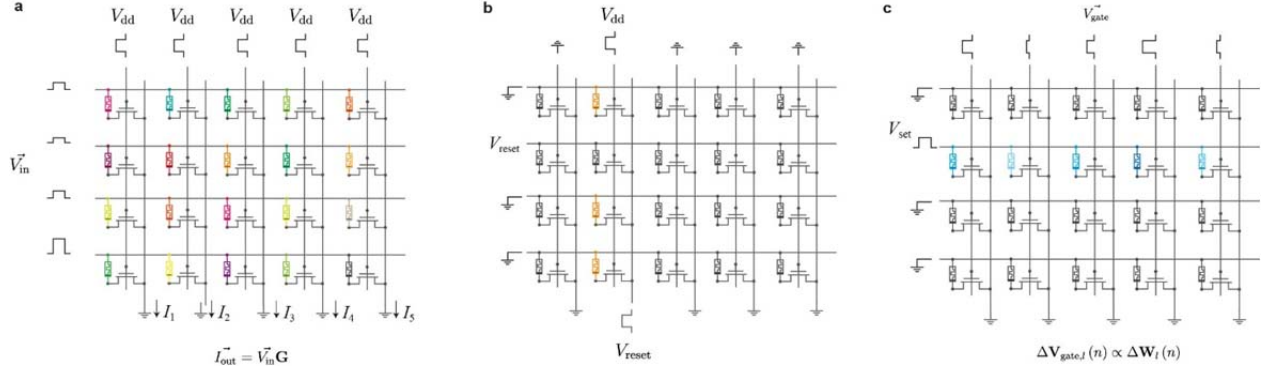 a
V_dd V_dd V_dd V_dd V_dd
V⃗_in
I_1 I_2 I_3 I_4 I_5
I⃗_out = V⃗_in G
b
V_dd
V_reset
V_reset
c
V⃗_gate
V_set
ΔV_gate,l (n) ∝ ΔW_l (n)